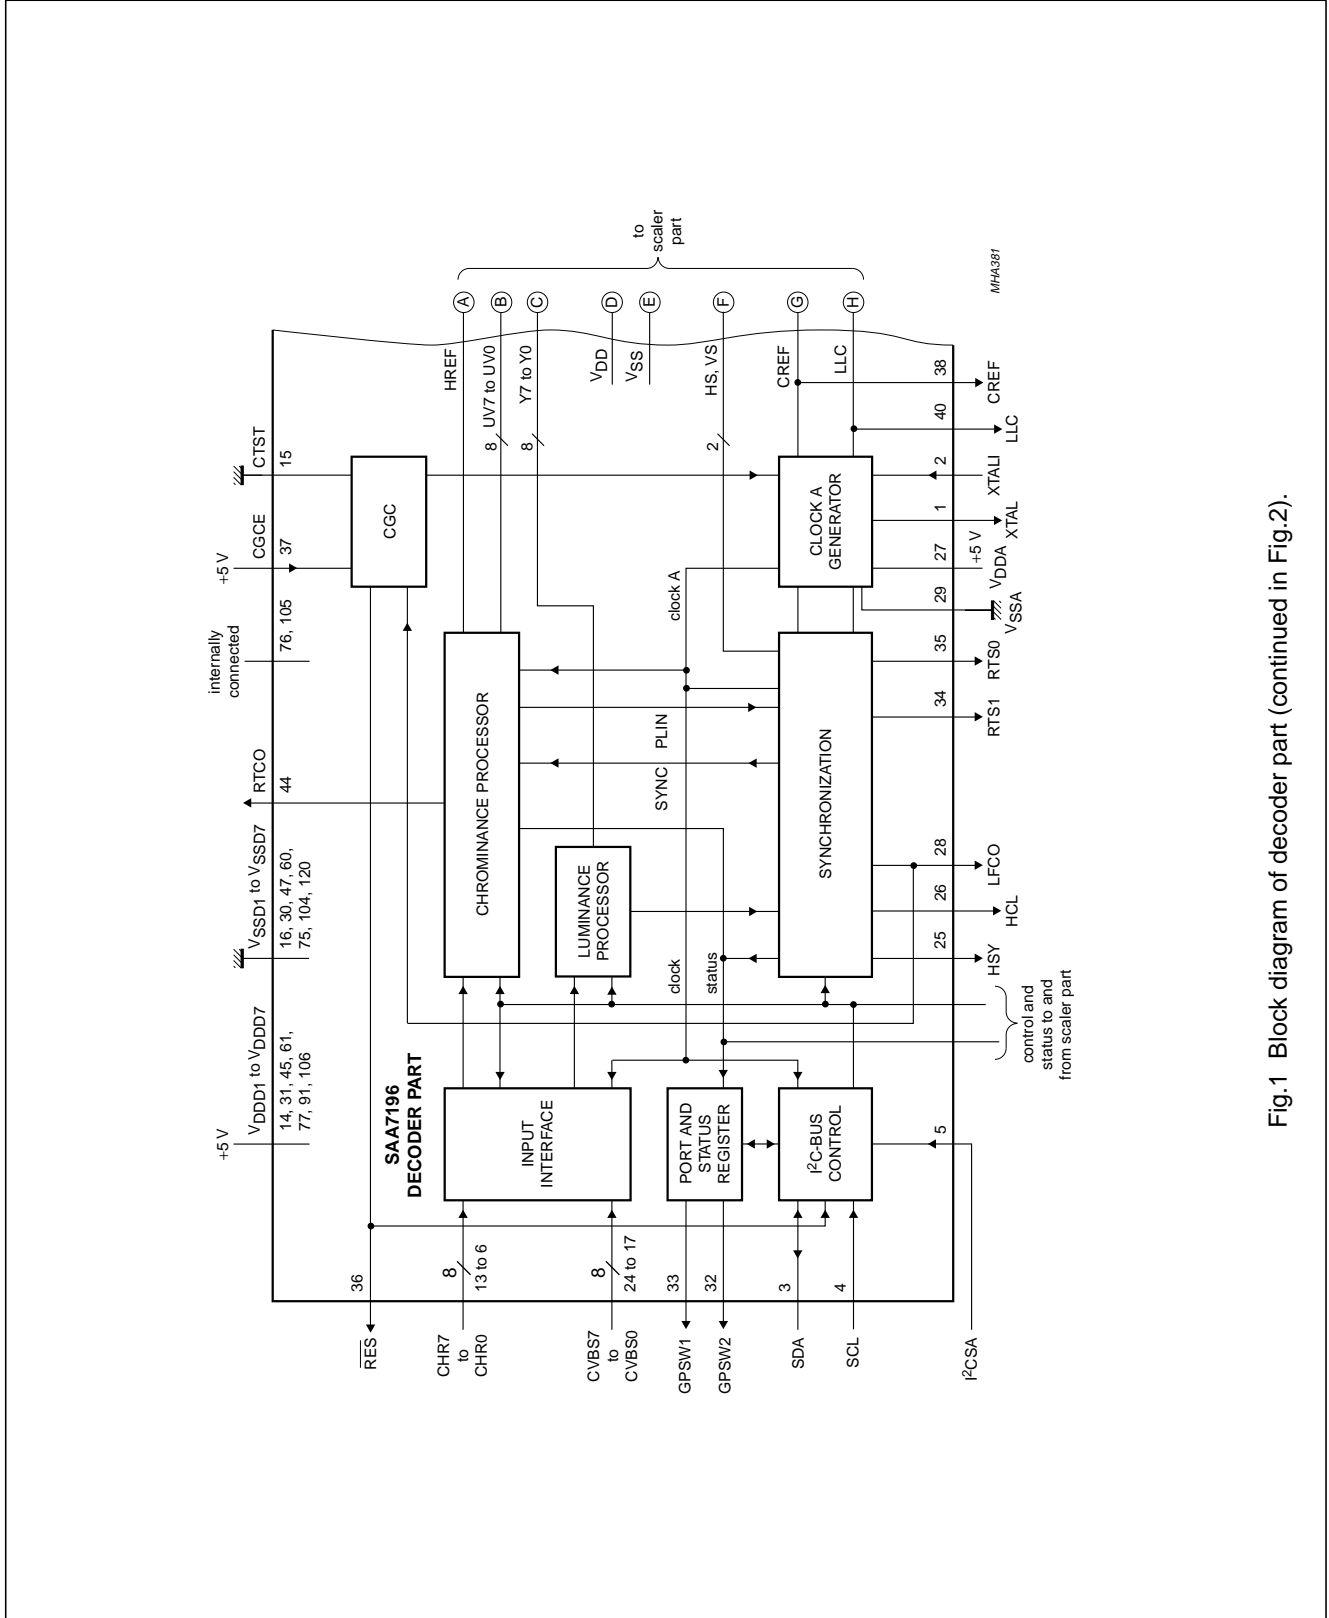 +5 V
VDDD1 to VDDD7
14, 31, 45, 61,
77, 91, 106
VSSD1 to VSSD7
16, 30, 47, 60,
75, 104, 120
RTCO
44
internally
connected
76, 105
+5 V
CGCE
37
CTST
15
SAA7196
DECODER PART
CGC
36
RES
CHR7
to
CHR0
8
13 to 6
CVBS7
to
CVBS0
8
24 to 17
INPUT
INTERFACE
CHROMINANCE PROCESSOR
LUMINANCE
PROCESSOR
HREF
A
8
UV7 to UV0
B
8
Y7 to Y0
C
VDD
D
VSS
E
HS, VS
2
F
CREF
G
LLC
H
to
scaler
part
clock
status
SYNC
PLIN
clock A
GPSW1
33
GPSW2
32
PORT AND
STATUS
REGISTER
SDA
3
SCL
4
I2C-BUS
CONTROL
5
I2CSA
SYNCHRONIZATION
CLOCK A
GENERATOR
control and
status to and
from scaler part
25
HSY
26
HCL
28
LFCO
34
RTS1
35
RTS0
29
VSSA
27
VDDA
+5 V
1
XTAL
2
XTALI
40
LLC
38
CREF
MHA381
Fig.1 Block diagram of decoder part (continued in Fig.2).